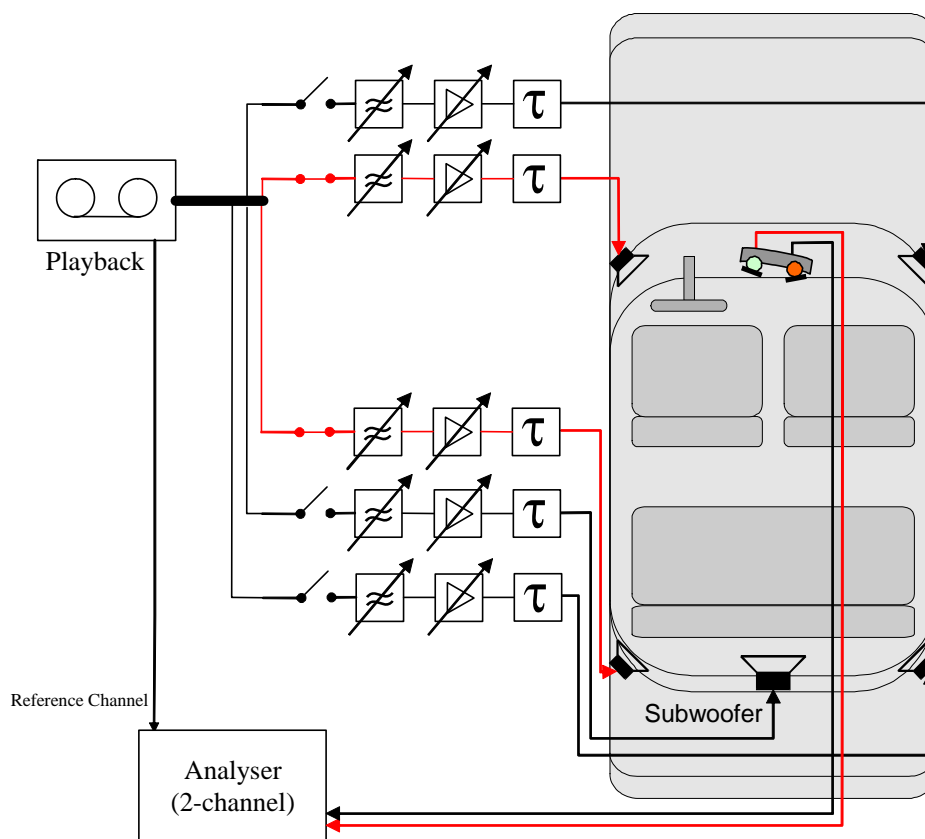 τ
τ
Playback
τ
τ
τ
Reference Channel
Subwoofer
Analyser
(2-channel)